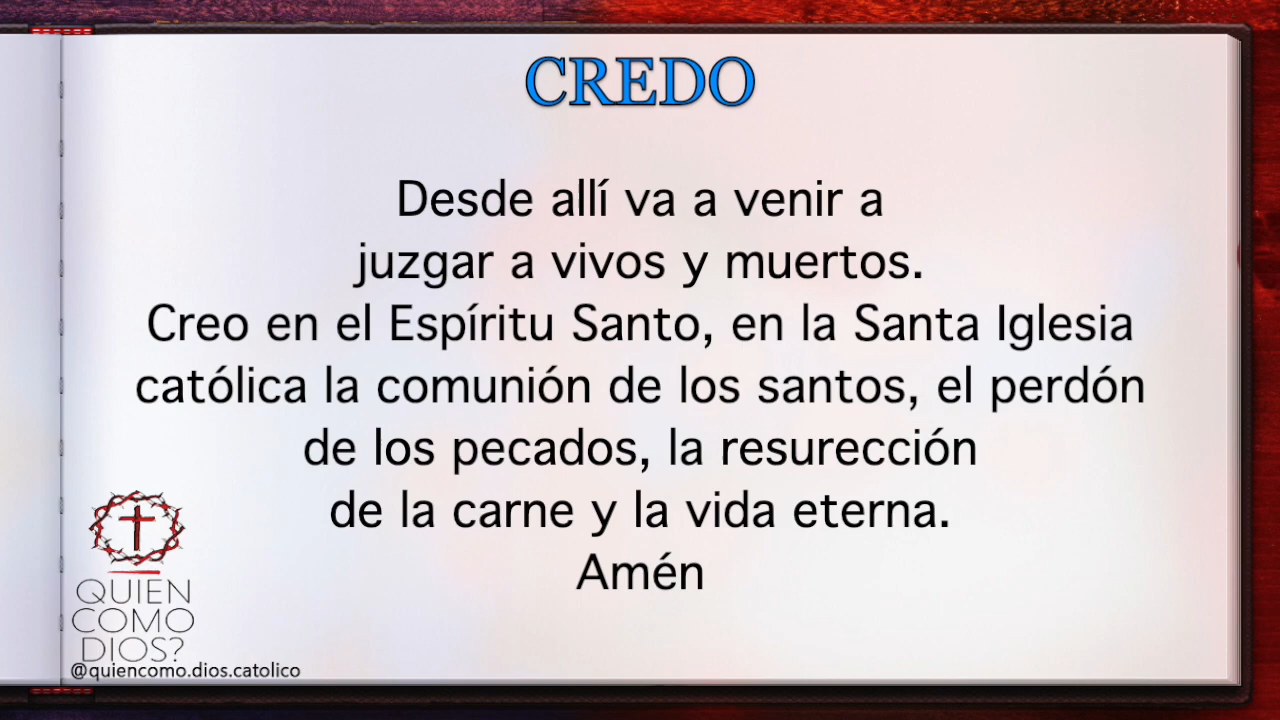 CREDO
Desde allí va a venir a
juzgar a vivos y muertos.
Creo en el Espíritu Santo, en la Santa Iglesia
católica la comunión de los santos, el perdón
de los pecados, la resurección
de la carne y la vida eterna.
Amén
QUIEN
COMO
DIOS?
@quiencomo.dios.catolico